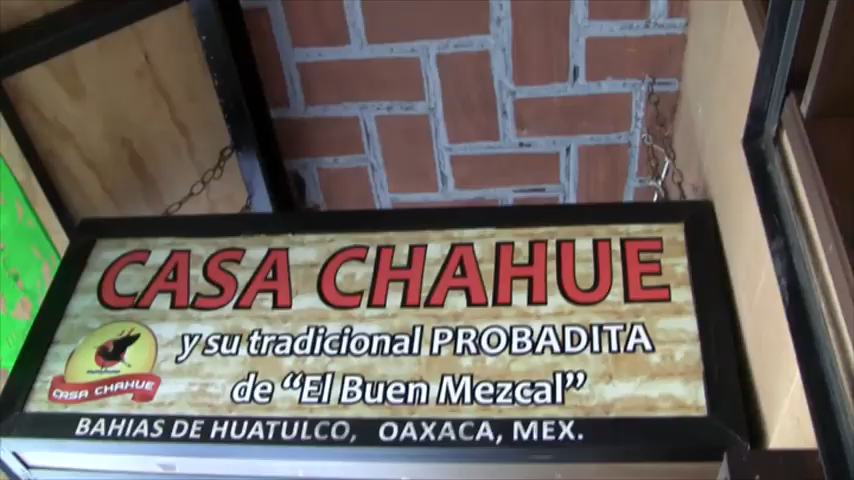 CASA CHAHUE
y su tradicional PROBADITA
de “El Buen Mezcal”
CASA CHAHUE
BAHIAS DE HUATULCO, OAXACA, MEX.